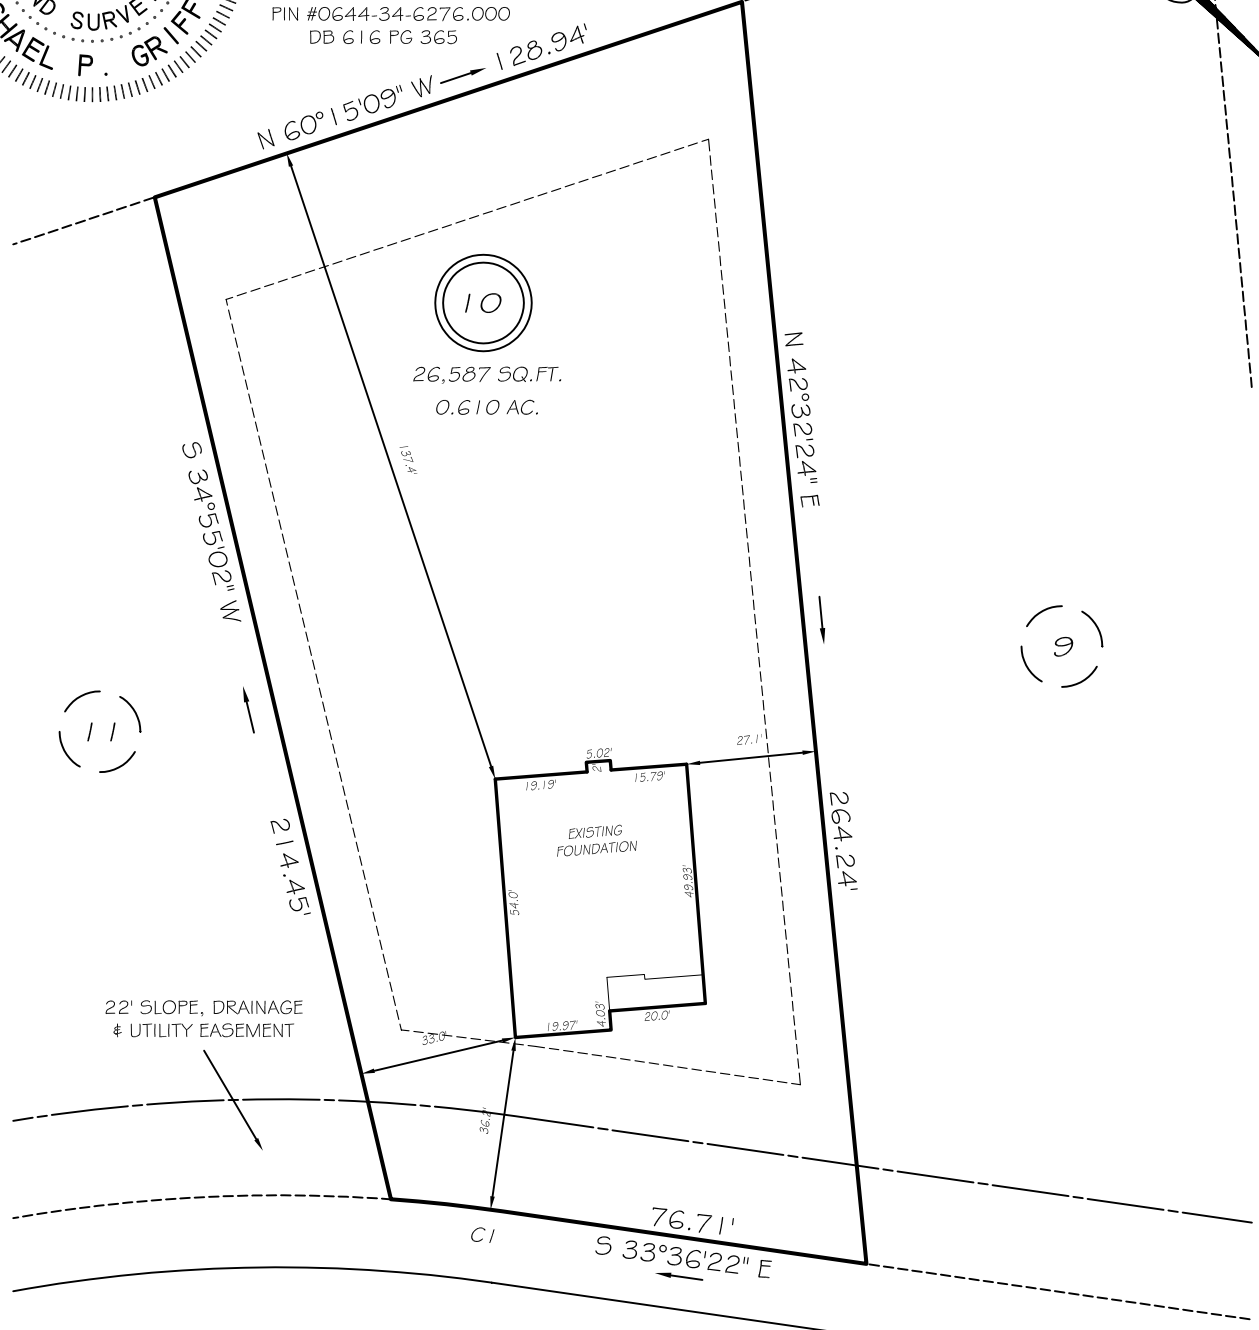 ND SURVE
HAEL P. GRIFF
PIN #0644-34-6276.000
DB 616 PG 365
N 60°15'09" W
128.94'
10
26,587 SQ.FT.
0.610 AC.
137.4'
N 42°32'24" E
S 34°55'02" W
9
11
27.1'
5.02'
2'
19.19'
15.79'
EXISTING
FOUNDATION
264.24'
214.45'
54.0'
49.93'
22' SLOPE, DRAINAGE
& UTILITY EASEMENT
19.97'
4.03'
20.0'
33.0'
36.2'
C1
76.71'
S 33°36'22" E